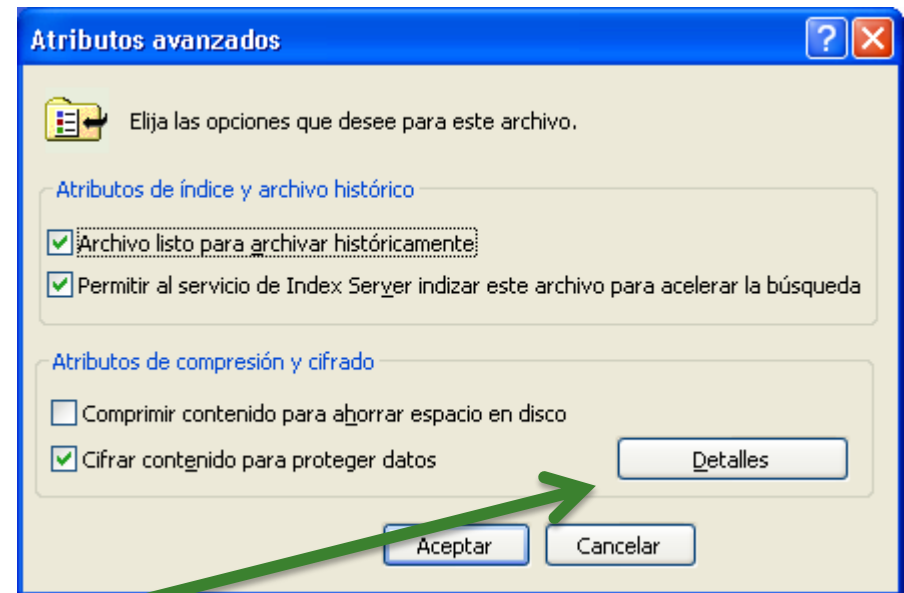 Atributos avanzados
Elija las opciones que desee para este archivo.
Atributos de índice y archivo histórico
Archivo listo para archivar históricamente
Permitir al servicio de Index Server indizar este archivo para acelerar la búsqueda
Atributos de compresión y cifrado
Comprimir contenido para ahorrar espacio en disco
Cifrar contenido para proteger datos
Detalles
Aceptar
Cancelar